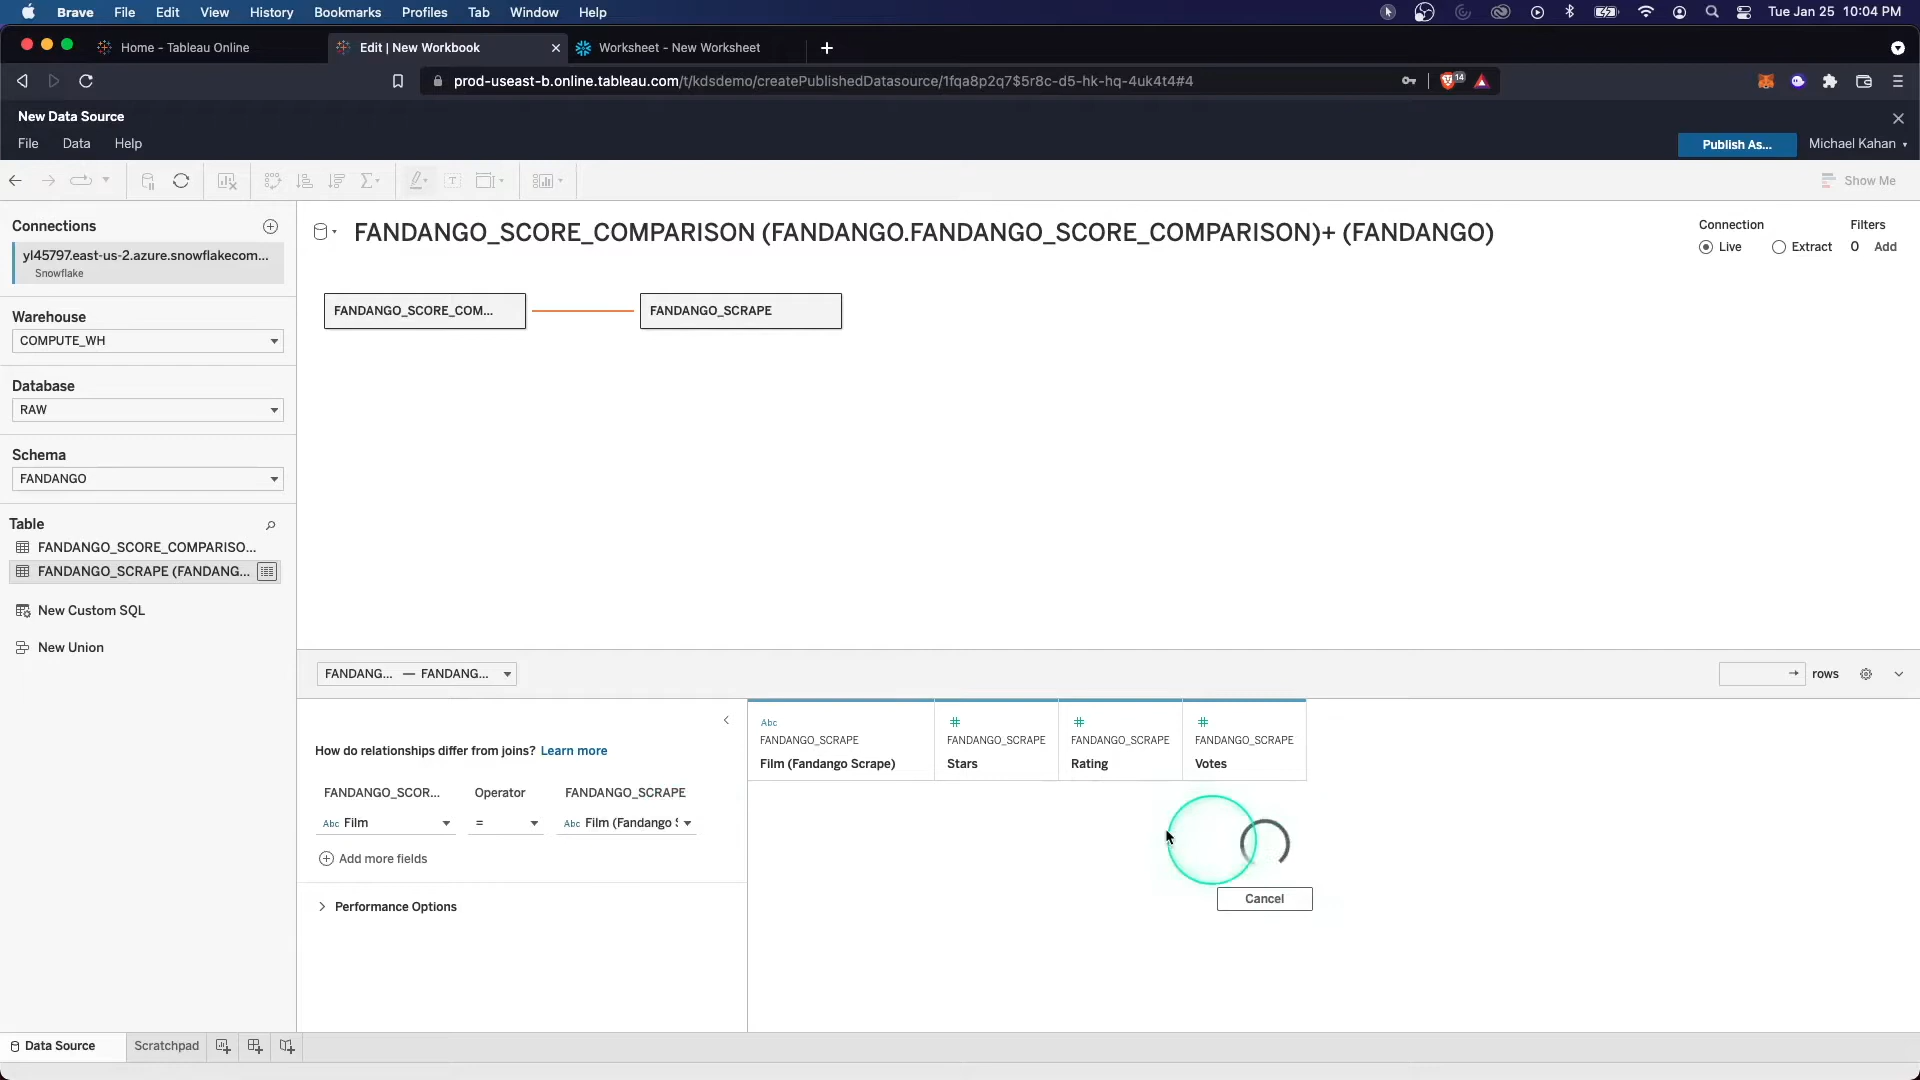 Brave File Edit View History Bookmarks Profiles Tab Window Help Tue Jan 25 10:04 PM
Home - Tableau Online Edit | New Workbook Worksheet - New Worksheet
prod-useast-b.online.tableau.com/t/kdsdemo/createPublishedDatasource/1fqa8p2q7$5r8c-d5-hk-hq-4uk4t4#4 14
New Data Source
File Data Help Publish As... Michael Kahan
Show Me
Connections
yl45797.east-us-2.azure.snowflakecom...
Snowflake
Warehouse
COMPUTE_WH
Database
RAW
Schema
FANDANGO
Table
FANDANGO_SCORE_COMPARISO...
FANDANGO_SCRAPE (FANDANG...
New Custom SQL
New Union
FANDANGO_SCORE_COMPARISON (FANDANGO.FANDANGO_SCORE_COMPARISON)+ (FANDANGO)
Connection Filters
Live Extract 0 Add
FANDANGO_SCORE_COM... FANDANGO_SCRAPE
FANDANG... — FANDANG... rows
How do relationships differ from joins? Learn more
FANDANGO_SCOR... Operator FANDANGO_SCRAPE
Abc Film = Abc Film (Fandango S
Add more fields
Performance Options
Abc # # #
FANDANGO_SCRAPE FANDANGO_SCRAPE FANDANGO_SCRAPE FANDANGO_SCRAPE
Film (Fandango Scrape) Stars Rating Votes
Cancel
Data Source Scratchpad